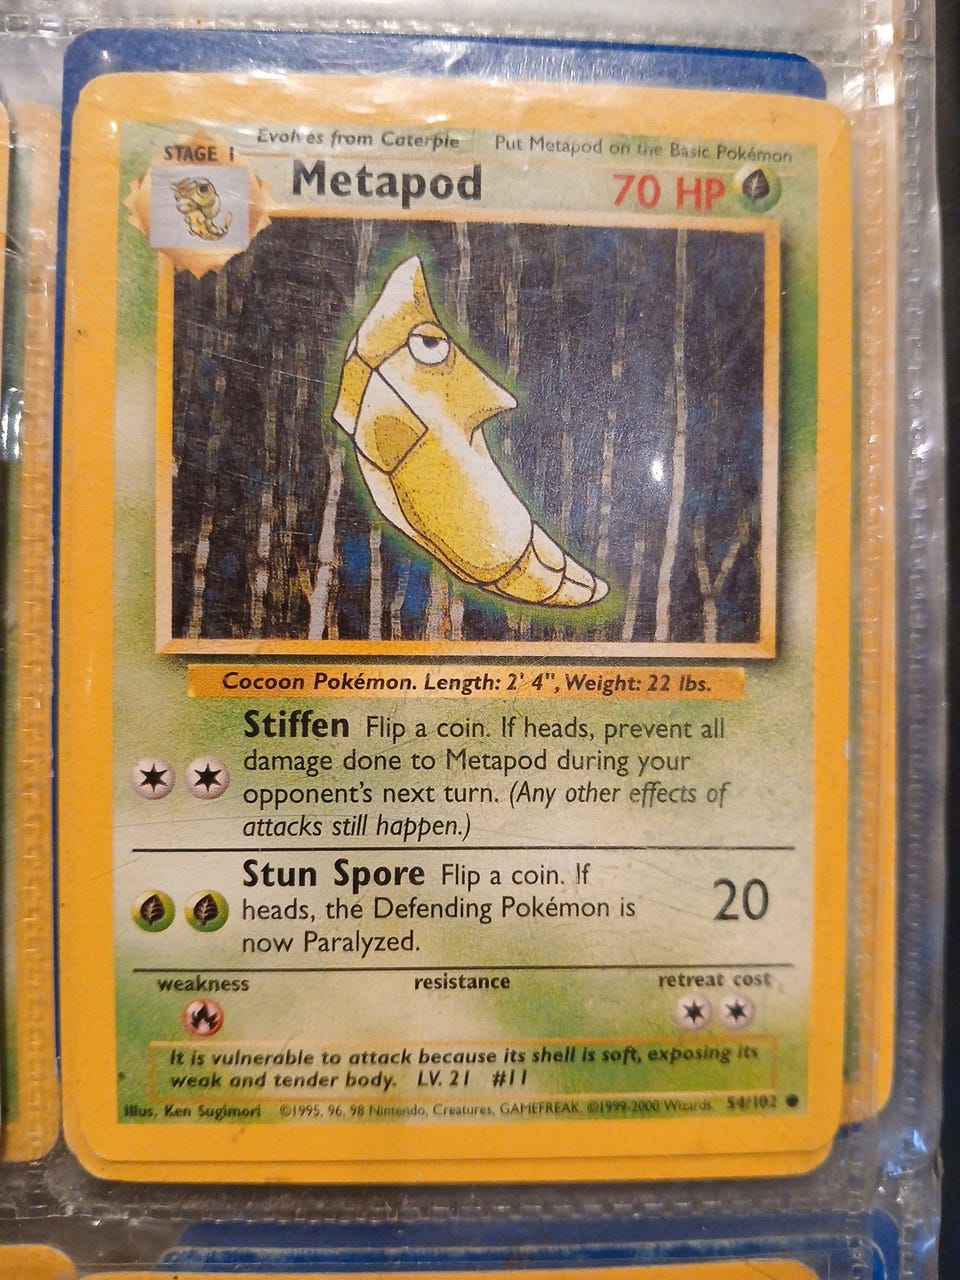 Evolves from Caterpie Put Metapod on the Basic Pokémon
STAGE 1
Metapod 70 HP
Cocoon Pokémon. Length: 2' 4", Weight: 22 lbs.
Stiffen Flip a coin. If heads, prevent all
damage done to Metapod during your
opponent's next turn. (Any other effects of
attacks still happen.)
Stun Spore Flip a coin. If
heads, the Defending Pokémon is
now Paralyzed.
20
weakness resistance retreat cost
It is vulnerable to attack because its shell is soft, exposing its
weak and tender body. LV. 21 #11
Illus. Ken Sugimori ©1995, 96, 98 Nintendo, Creatures, GAMEFREAK. ©1999-2000 Wizards. 54/102